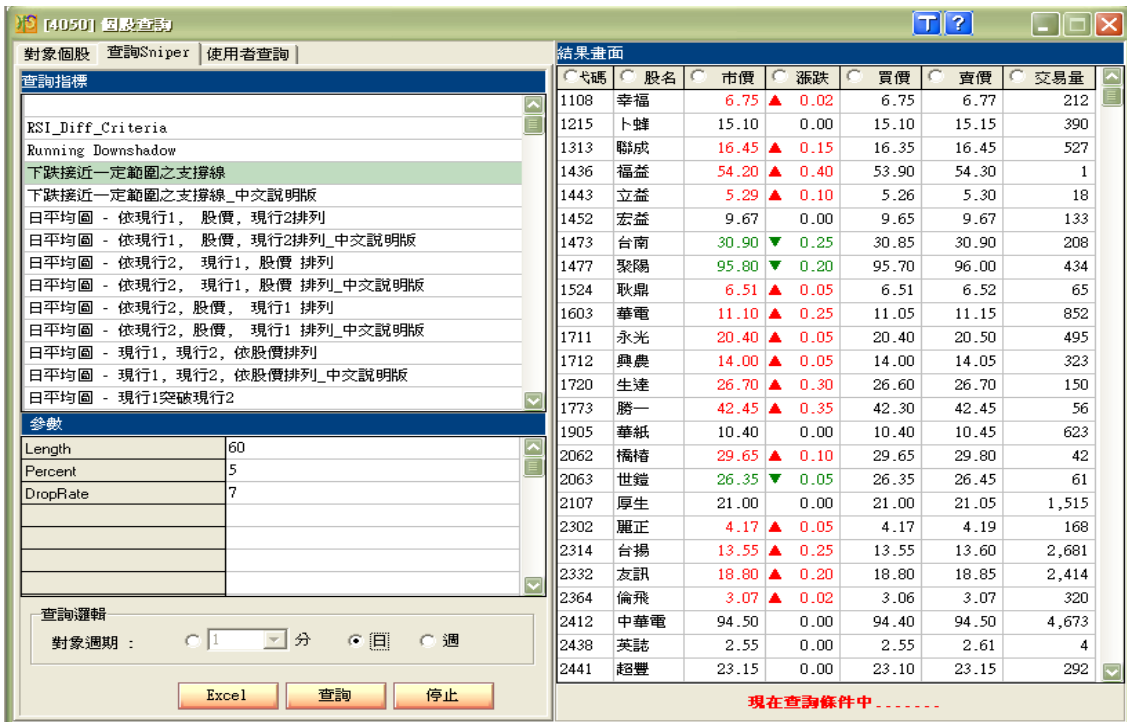 [4050] 個股查詢
T ?
對象個股 查詢Sniper 使用者查詢
查詢指標
RSI_Diff_Criteria
Running Downshadow
下跌接近一定範圍之支撐線
下跌接近一定範圍之支撐線_中文說明版
日平均圖 - 依現行1, 股價, 現行2排列
日平均圖 - 依現行1, 股價, 現行2排列_中文說明版
日平均圖 - 依現行2, 現行1, 股價 排列
日平均圖 - 依現行2, 現行1, 股價 排列_中文說明版
日平均圖 - 依現行2, 股價, 現行1 排列
日平均圖 - 依現行2, 股價, 現行1 排列_中文說明版
日平均圖 - 現行1, 現行2, 依股價排列
日平均圖 - 現行1, 現行2, 依股價排列_中文說明版
日平均圖 - 現行1突破現行2
參數
Length 60
Percent 5
DropRate 7
查詢邏輯
對象週期 : 1 分 日 週
Excel 查詢 停止
結果畫面
代碼 股名 市價 漲跌 買價 賣價 交易量
1108 幸福 6.75 ▲ 0.02 6.75 6.77 212
1215 卜蜂 15.10 0.00 15.10 15.15 390
1313 聯成 16.45 ▲ 0.15 16.35 16.45 527
1436 福益 54.20 ▲ 0.40 53.90 54.30 1
1443 立益 5.29 ▲ 0.10 5.26 5.30 18
1452 宏益 9.67 0.00 9.65 9.67 133
1473 台南 30.90 ▼ 0.25 30.85 30.90 208
1477 聚陽 95.80 ▼ 0.20 95.70 96.00 434
1524 耿鼎 6.51 ▲ 0.05 6.51 6.52 65
1603 華電 11.10 ▲ 0.25 11.05 11.15 852
1711 永光 20.40 ▲ 0.05 20.40 20.50 495
1712 興農 14.00 ▲ 0.05 14.00 14.05 323
1720 生達 26.70 ▲ 0.30 26.60 26.70 150
1773 勝一 42.45 ▲ 0.35 42.30 42.45 56
1905 華紙 10.40 0.00 10.40 10.45 623
2062 橋椿 29.65 ▲ 0.10 29.65 29.80 42
2063 世鎧 26.35 ▼ 0.05 26.35 26.45 61
2107 厚生 21.00 0.00 21.00 21.05 1,515
2302 麗正 4.17 ▲ 0.05 4.17 4.19 168
2314 台揚 13.55 ▲ 0.25 13.55 13.60 2,681
2332 友訊 18.80 ▲ 0.20 18.80 18.85 2,414
2364 倫飛 3.07 ▲ 0.02 3.06 3.07 320
2412 中華電 94.50 0.00 94.40 94.50 4,673
2438 英誌 2.55 0.00 2.55 2.61 4
2441 超豐 23.15 0.00 23.10 23.15 292
現在查詢條件中.......